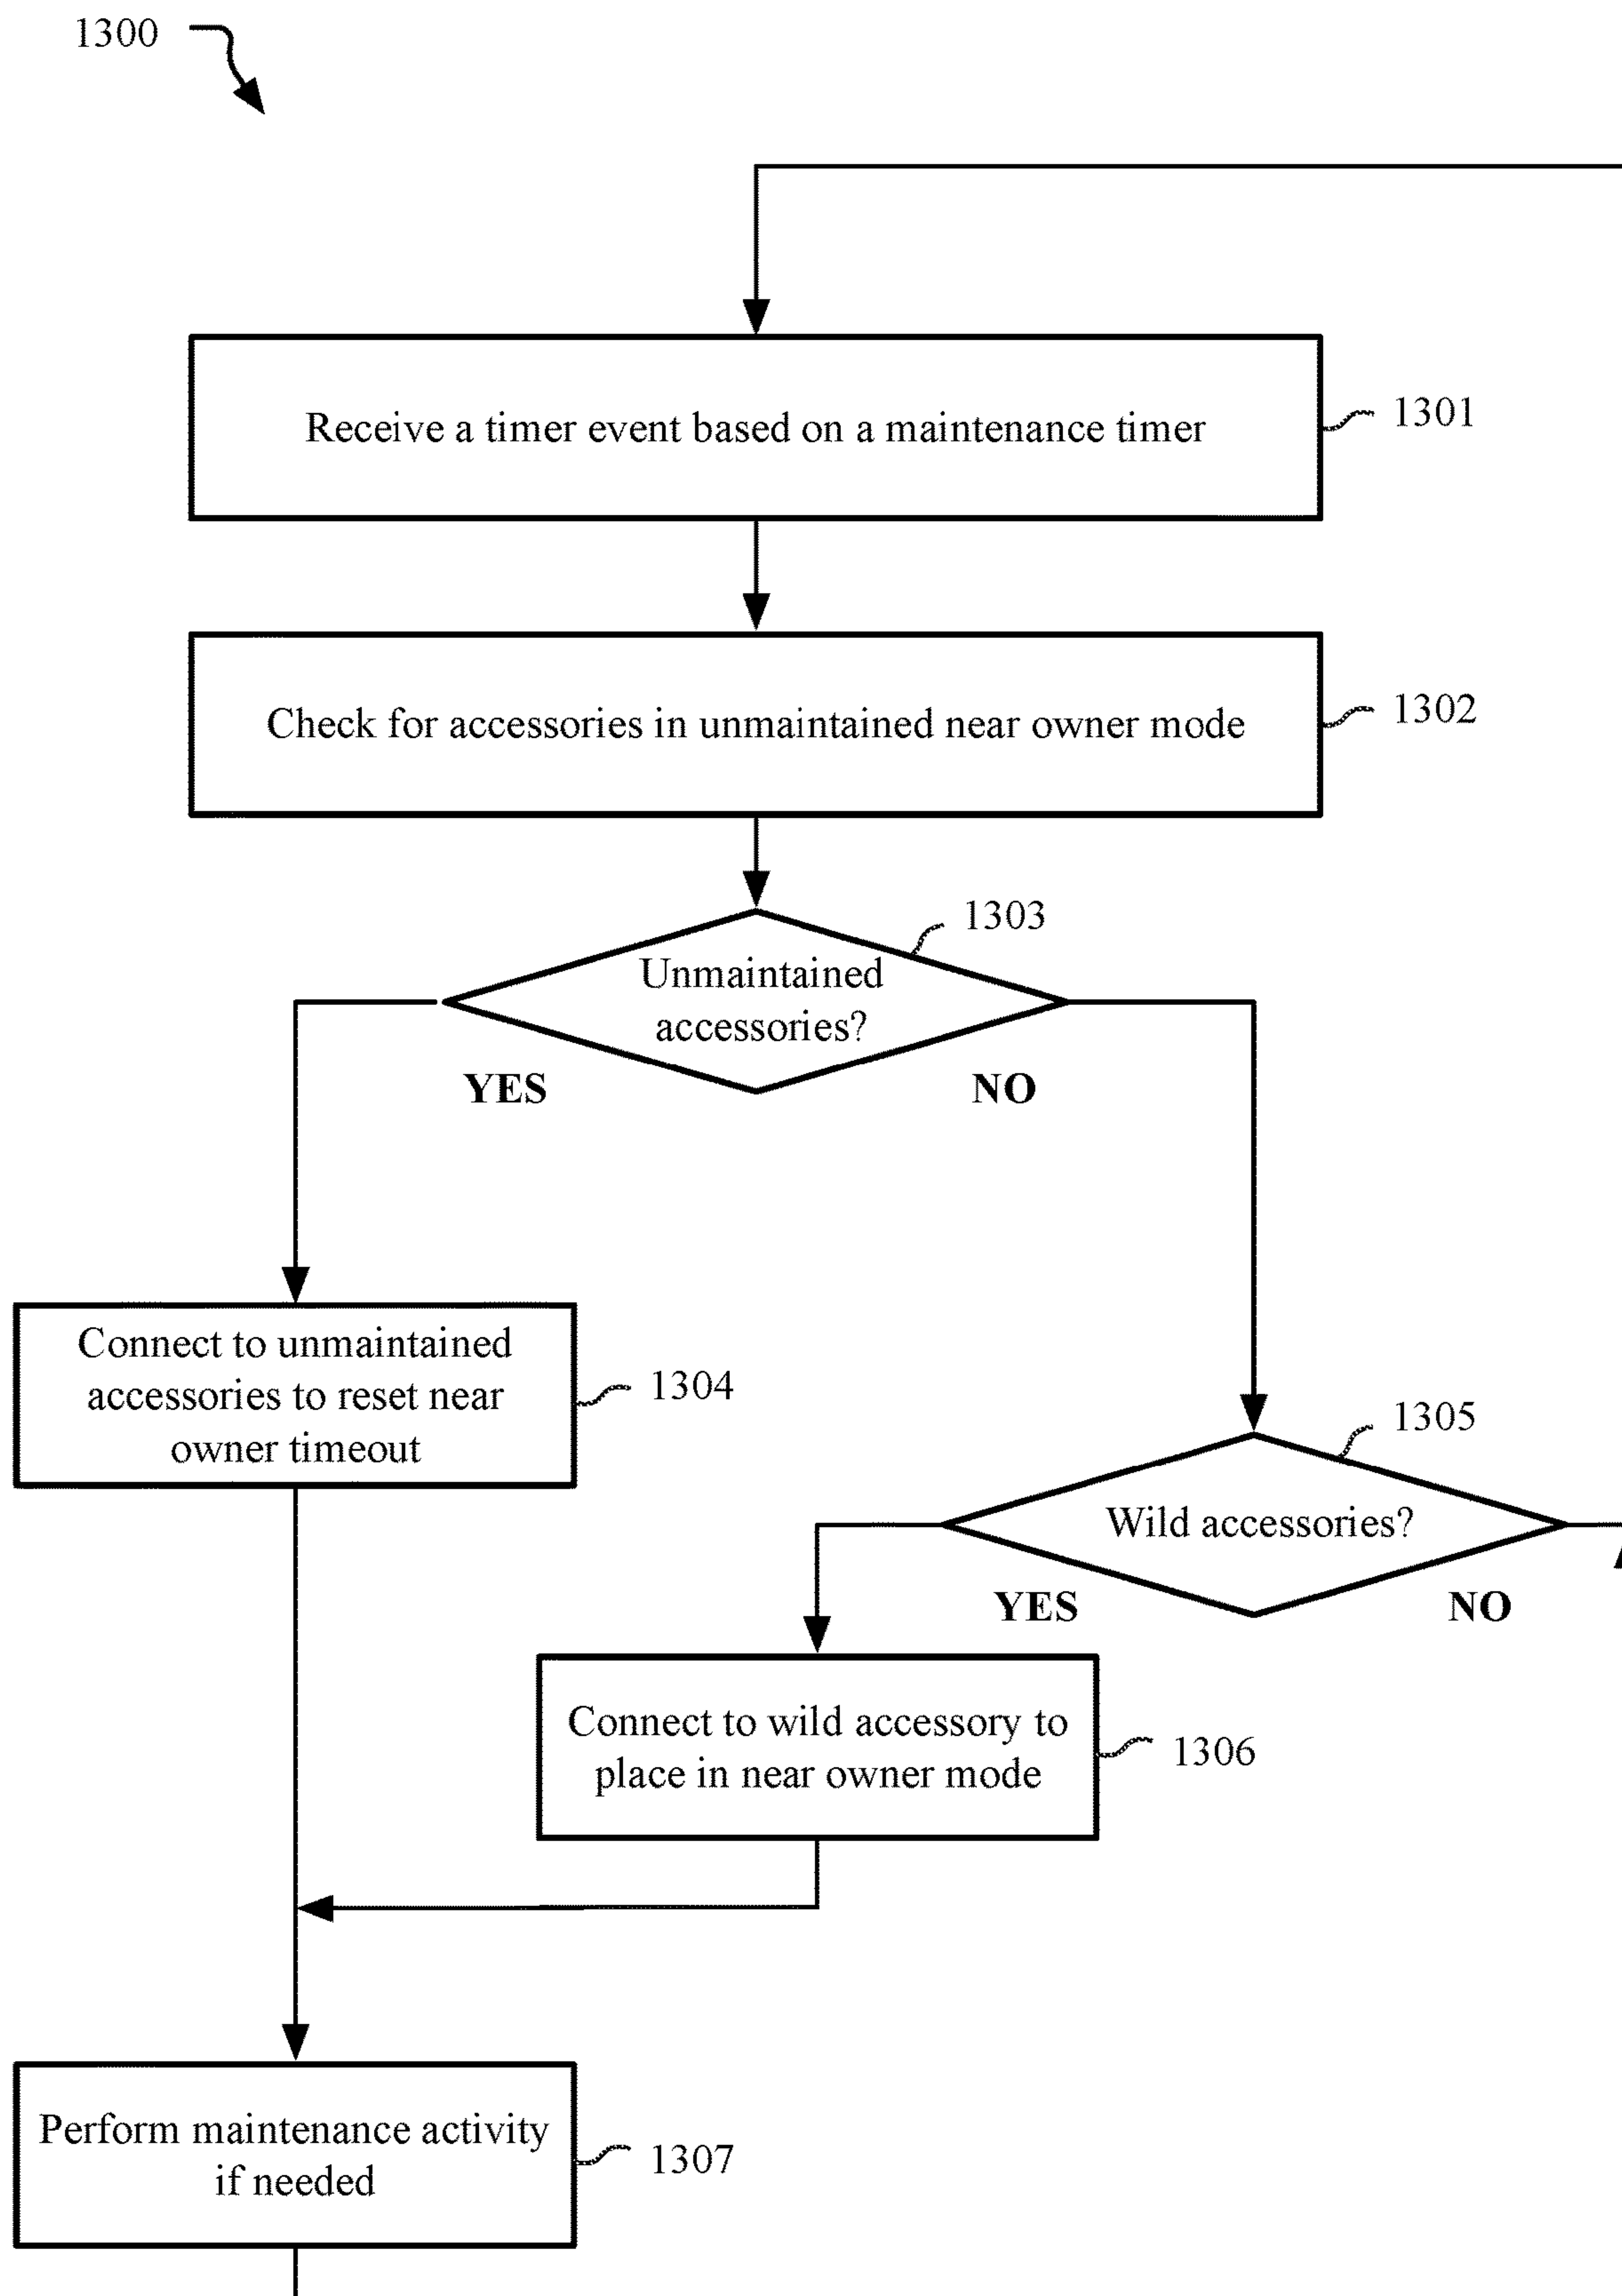 1300
Receive a timer event based on a maintenance timer
1301
Check for accessories in unmaintained near owner mode
1302
1303
Unmaintained
accessories?
YES
NO
Connect to unmaintained
accessories to reset near
owner timeout
1304
1305
Wild accessories?
YES
NO
Connect to wild accessory to
place in near owner mode
1306
Perform maintenance activity
if needed
1307